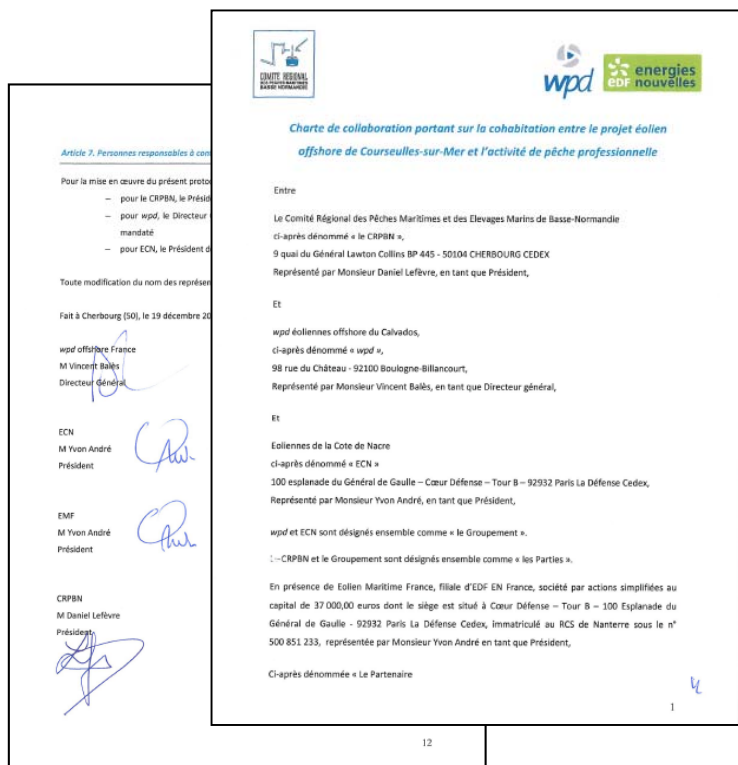 COMITE REGIONAL
DES PECHES MARITIMES
BASSE NORMANDIE
wpd
edf energies nouvelles
Charte de collaboration portant sur la cohabitation entre le projet éolien
offshore de Courseulles-sur-Mer et l'activité de pêche professionnelle
Entre
Le Comité Régional des Pêches Maritimes et des Elevages Marins de Basse-Normandie
ci-après dénommé « le CRPBN »,
9 quai du Général Lawton Collins BP 445 - 50104 CHERBOURG CEDEX
Représenté par Monsieur Daniel Lefèvre, en tant que Président,
Et
wpd éoliennes offshore du Calvados,
ci-après dénommé « wpd »,
98 rue du Château - 92100 Boulogne-Billancourt,
Représenté par Monsieur Vincent Balès, en tant que Directeur général,
Et
Eoliennes de la Cote de Nacre
ci-après dénommé « ECN »
100 esplanade du Général de Gaulle – Cœur Défense – Tour B – 92932 Paris La Défense Cedex,
Représenté par Monsieur Yvon André, en tant que Président,
wpd et ECN sont désignés ensemble comme « le Groupement ».
CRPBN et le Groupement sont désignés ensemble comme « les Parties ».
En présence de Eolien Maritime France, filiale d'EDF EN France, société par actions simplifiées au
capital de 37 000,00 euros dont le siège est situé à Cœur Défense – Tour B – 100 Esplanade du
Général de Gaulle - 92932 Paris La Défense Cedex, immatriculé au RCS de Nanterre sous le n°
500 851 233, représentée par Monsieur Yvon André en tant que Président,
Ci-après dénommée « Le Partenaire
1
Article 7. Personnes responsables à con
Pour la mise en œuvre du présent proto
– pour le CRPBN, le Présid
– pour wpd, le Directeur
mandaté
– pour ECN, le Président d
Toute modification du nom des représen
Fait à Cherbourg (50), le 19 décembre 20
wpd offshore France
M Vincent Balès
Directeur Général
ECN
M Yvon André
Président
EMF
M Yvon André
Président
CRPBN
M Daniel Lefèvre
Président
12